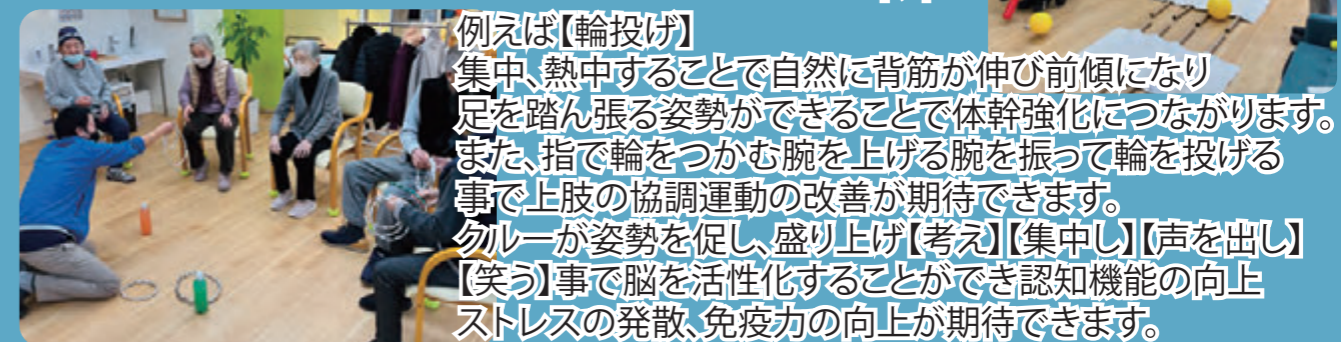 例えば【輪投げ】
集中、熱中することで自然に背筋が伸び前傾になり
足を踏ん張る姿勢ができることで体幹強化につながります。
また、指で輪をつかむ腕を上げる腕を振って輪を投げる
事で上肢の協調運動の改善が期待できます。
クルーが姿勢を促し、盛り上げ【考え】【集中し】【声を出し】
【笑う】事で脳を活性化することができ認知機能の向上
ストレスの発散、免疫力の向上が期待できます。